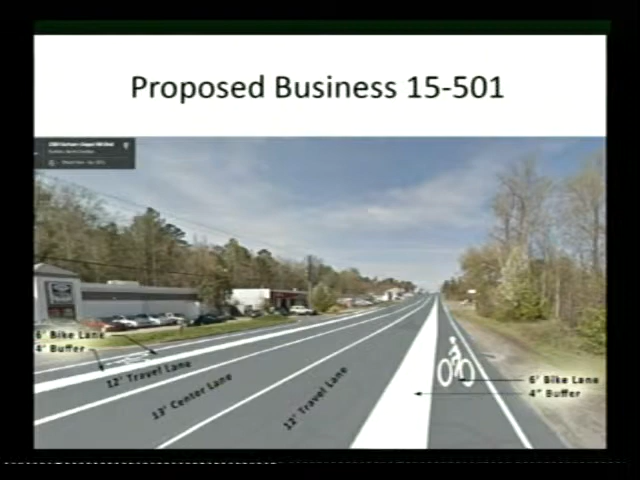 Proposed Business 15-501
6' Bike Lane
4' Buffer
12' Travel Lane
13' Center Lane
12' Travel Lane
6' Bike Lane
4" Buffer